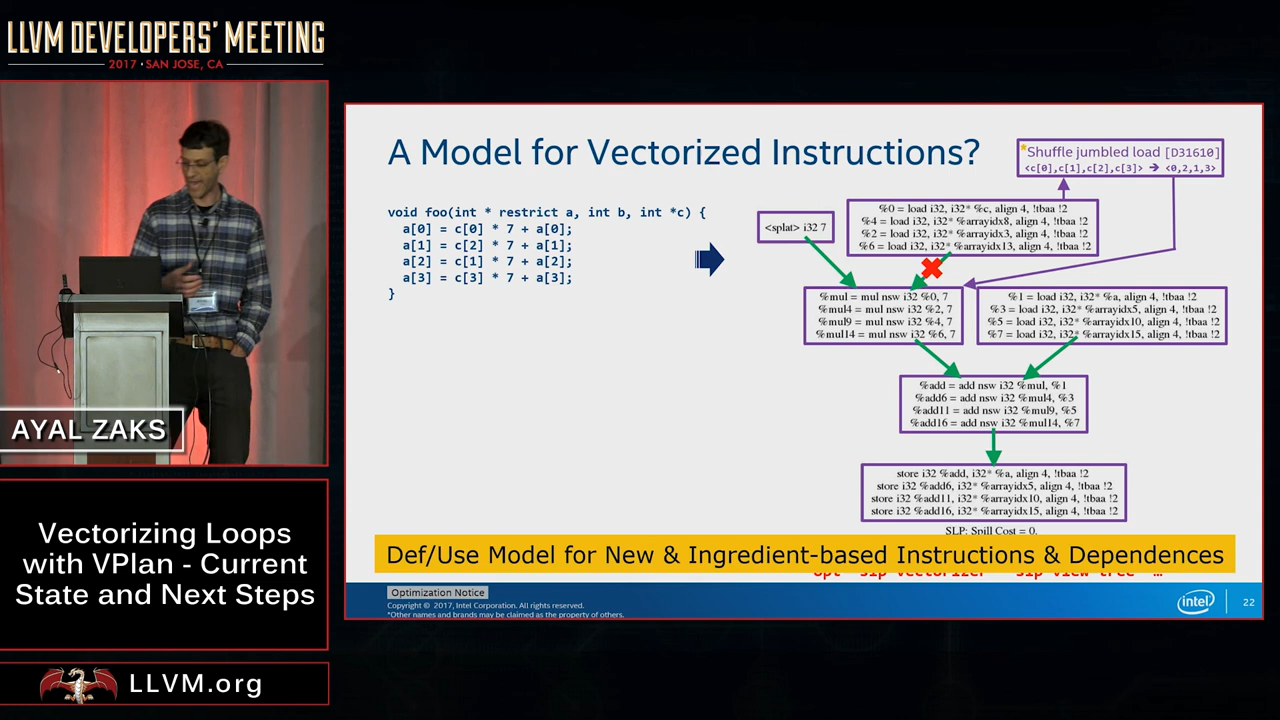 LLVM DEVELOPERS' MEETING
2017 · SAN JOSE, CA
AYAL ZAKS
Vectorizing Loops
with VPlan - Current
State and Next Steps
LLVM.org
A Model for Vectorized Instructions?
*Shuffle jumbled load [D31610]
<c[0],c[1],c[2],c[3]> → <0,2,1,3>
void foo(int * restrict a, int b, int *c) {
a[0] = c[0] * 7 + a[0];
a[1] = c[2] * 7 + a[1];
a[2] = c[1] * 7 + a[2];
a[3] = c[3] * 7 + a[3];
}
<splat> i32 7
%0 = load i32, i32* %c, align 4, !tbaa !2
%4 = load i32, i32* %arrayidx8, align 4, !tbaa !2
%2 = load i32, i32* %arrayidx3, align 4, !tbaa !2
%6 = load i32, i32* %arrayidx13, align 4, !tbaa !2
%mul = mul nsw i32 %0, 7
%mul4 = mul nsw i32 %2, 7
%mul9 = mul nsw i32 %4, 7
%mul14 = mul nsw i32 %6, 7
%1 = load i32, i32* %a, align 4, !tbaa !2
%3 = load i32, i32* %arrayidx5, align 4, !tbaa !2
%5 = load i32, i32* %arrayidx10, align 4, !tbaa !2
%7 = load i32, i32* %arrayidx15, align 4, !tbaa !2
%add = add nsw i32 %mul, %1
%add6 = add nsw i32 %mul4, %3
%add11 = add nsw i32 %mul9, %5
%add16 = add nsw i32 %mul14, %7
store i32 %add, i32* %a, align 4, !tbaa !2
store i32 %add6, i32* %arrayidx5, align 4, !tbaa !2
store i32 %add11, i32* %arrayidx10, align 4, !tbaa !2
store i32 %add16, i32* %arrayidx15, align 4, !tbaa !2
SLP: Spill Cost = 0.
Def/Use Model for New & Ingredient-based Instructions & Dependences
Optimization Notice
Copyright © 2017, Intel Corporation. All rights reserved.
*Other names and brands may be claimed as the property of others.
intel
22